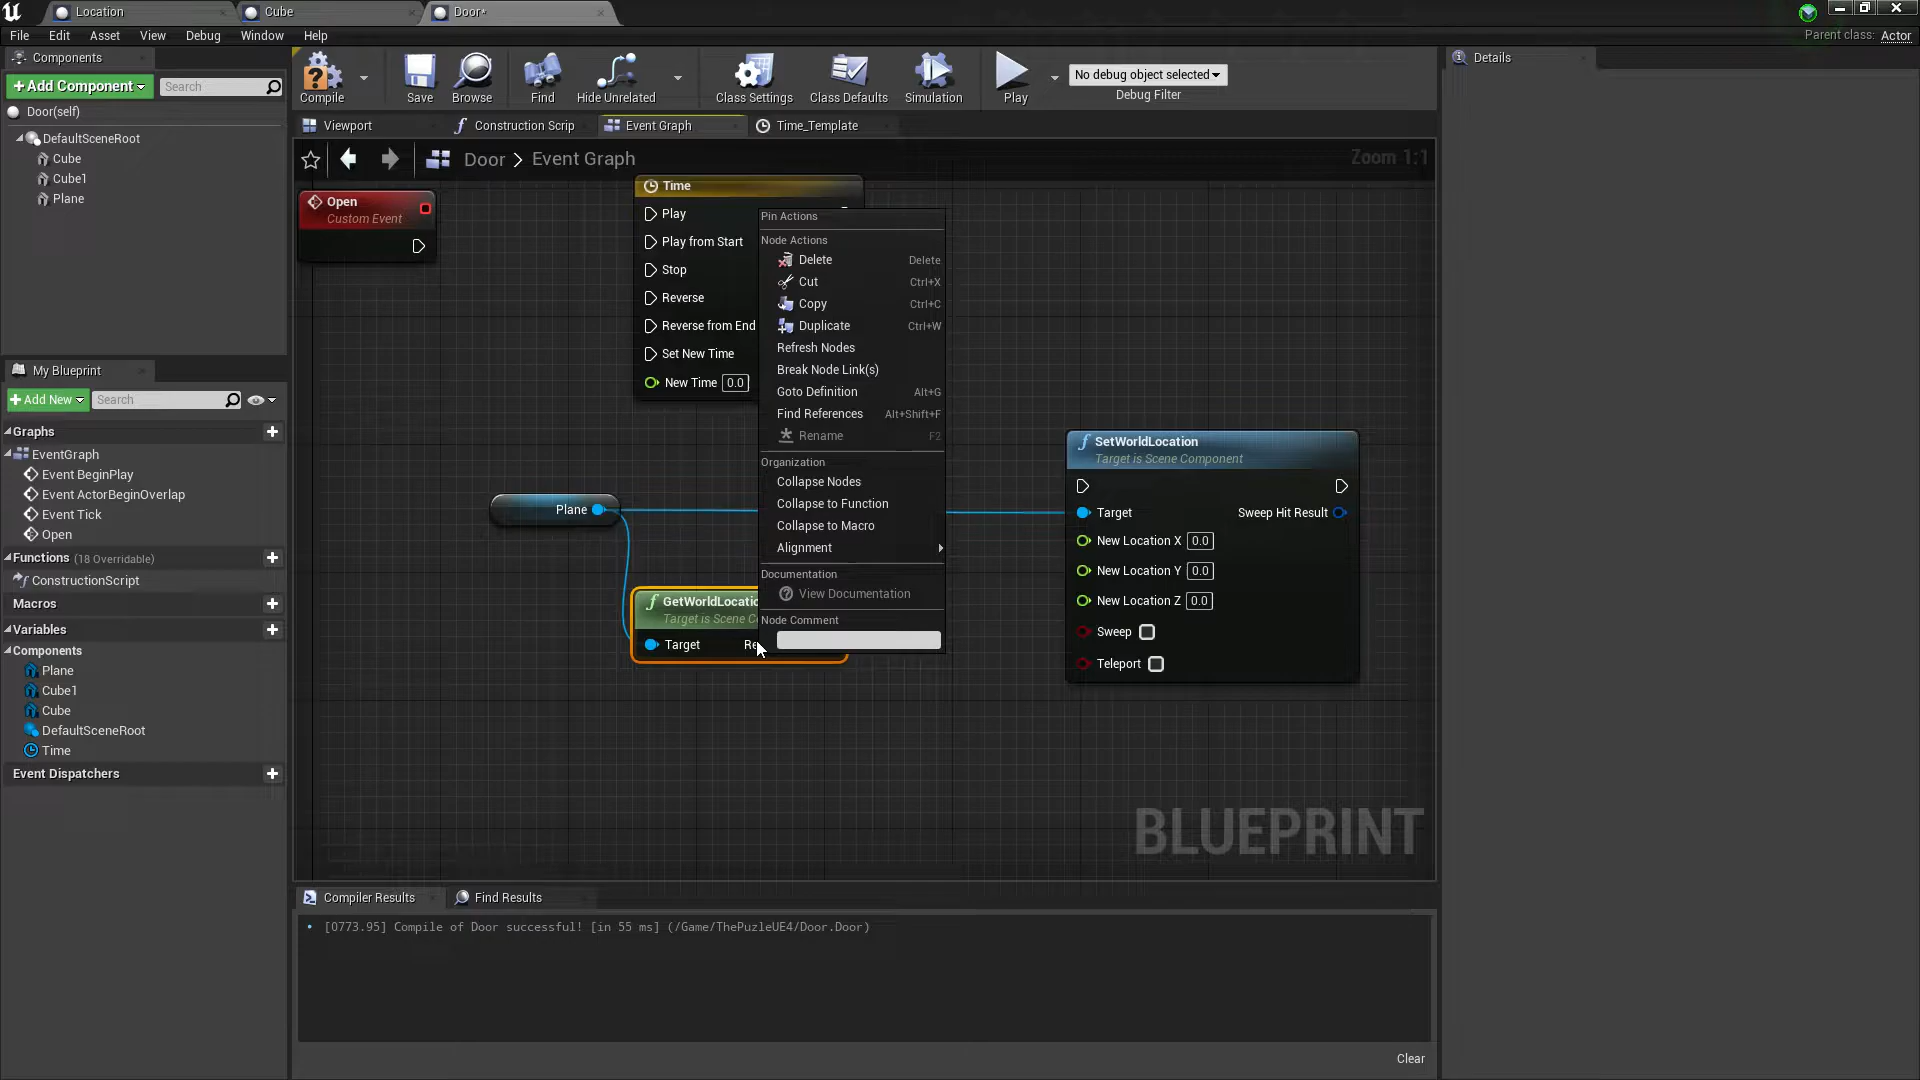 Location
Cube
Door*
File Edit Asset View Debug Window Help
Parent class: Actor
Components
+Add Component
Search
Door(self)
DefaultSceneRoot
Cube
Cube1
Plane
My Blueprint
+Add New
Search
Graphs
EventGraph
Event BeginPlay
Event ActorBeginOverlap
Event Tick
Open
Functions (18 Overridable)
ConstructionScript
Macros
Variables
Components
Plane
Cube1
Cube
DefaultSceneRoot
Time
Event Dispatchers
Compile
Save
Browse
Find
Hide Unrelated
Class Settings
Class Defaults
Simulation
Play
No debug object selected
Debug Filter
Viewport
Construction Scrip
Event Graph
Time_Template
Door > Event Graph
Zoom 1:1
Open
Custom Event
Time
Play
Play from Start
Stop
Reverse
Reverse from End
Set New Time
New Time 0.0
Plane
GetWorldLocatio
Target is Scene C
Target Re
Pin Actions
Node Actions
Delete Delete
Cut Ctrl+X
Copy Ctrl+C
Duplicate Ctrl+W
Refresh Nodes
Break Node Link(s)
Goto Definition Alt+G
Find References Alt+Shift+F
Rename F2
Organization
Collapse Nodes
Collapse to Function
Collapse to Macro
Alignment
Documentation
View Documentation
Node Comment
SetWorldLocation
Target is Scene Component
Target Sweep Hit Result
New Location X 0.0
New Location Y 0.0
New Location Z 0.0
Sweep
Teleport
BLUEPRINT
Compiler Results
Find Results
[0773.95] Compile of Door successful! [in 55 ms] (/Game/ThePuzleUE4/Door.Door)
Clear
Details